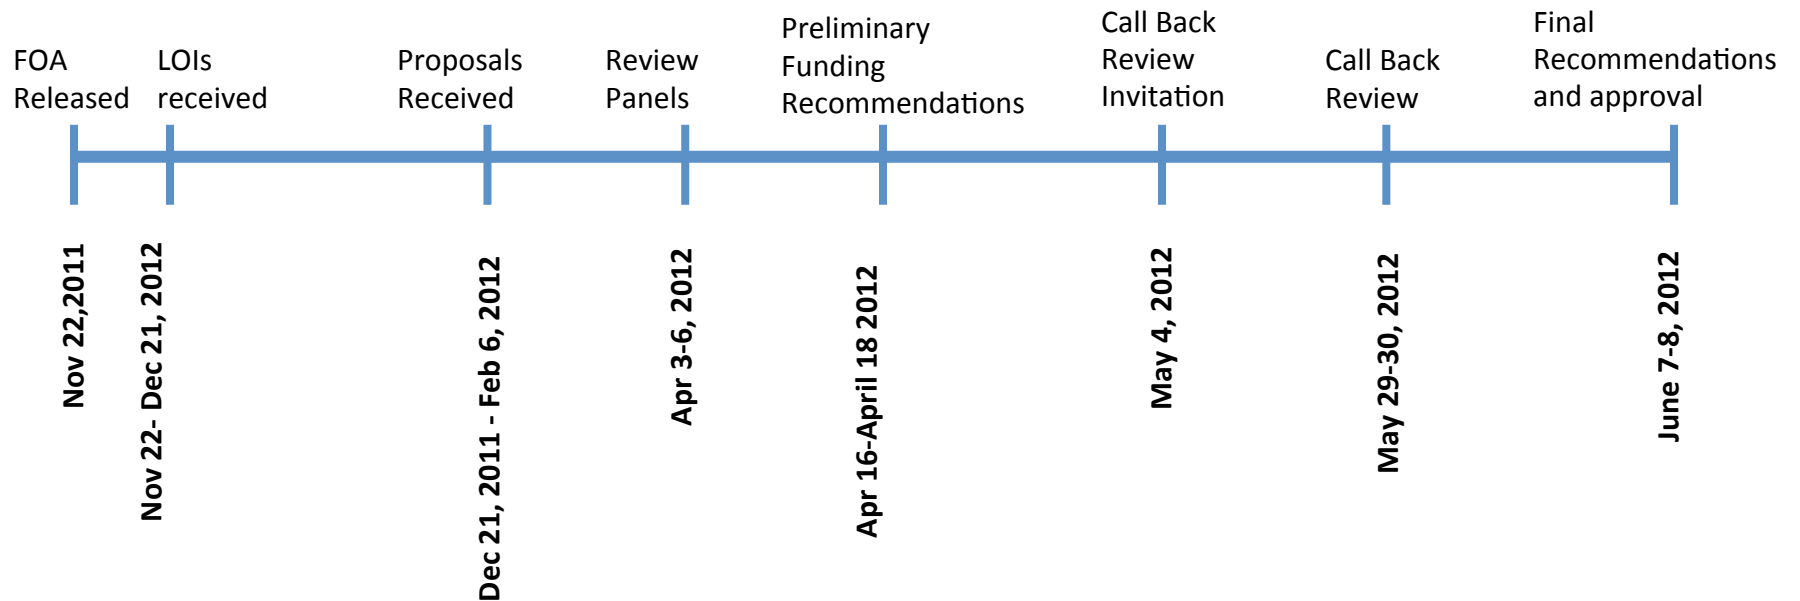 FOA
Released
LOIs
received
Proposals
Received
Review
Panels
Preliminary
Funding
Recommendations
Call Back
Review
Invitation
Call Back
Review
Final
Recommendations
and approval
Nov 22,2011
Nov 22- Dec 21, 2012
Dec 21, 2011 - Feb 6, 2012
Apr 3-6, 2012
Apr 16-April 18 2012
May 4, 2012
May 29-30, 2012
June 7-8, 2012